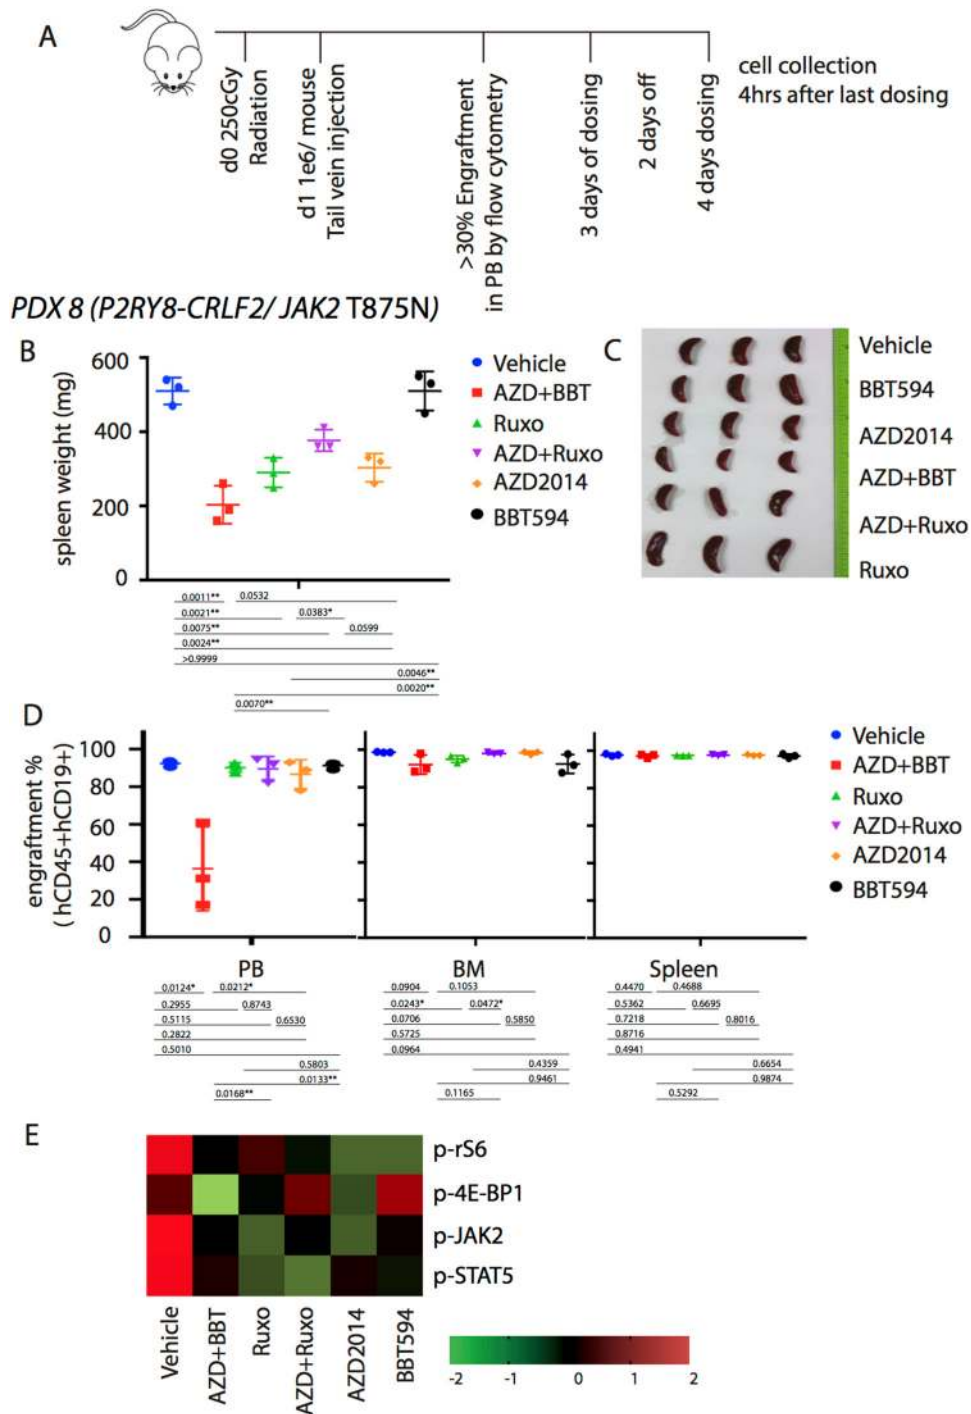 A
d0 250cGy
Radiation
d1 1e6/ mouse
Tail vein injection
>30% Engraftment
in PB by flow cytometry
3 days of dosing
2 days off
4 days dosing
cell collection
4hrs after last dosing
PDX 8 (P2RY8-CRLF2/ JAK2 T875N)
B
spleen weight (mg)
600
400
200
0
Vehicle
AZD+BBT
Ruxo
AZD+Ruxo
AZD2014
BBT594
0.0011**
0.0532
0.0021**
0.0383*
0.0075**
0.0599
0.0024**
>0.9999
0.0046**
0.0020**
0.0070**
C
Vehicle
BBT594
AZD2014
AZD+BBT
AZD+Ruxo
Ruxo
D
engraftment %
( hCD45+hCD19+)
100
80
60
40
20
0
PB
BM
Spleen
Vehicle
AZD+BBT
Ruxo
AZD+Ruxo
AZD2014
BBT594
0.0124*
0.0212*
0.2955
0.8743
0.5115
0.6530
0.2822
0.5010
0.5803
0.0133**
0.0168**
0.0904
0.1053
0.0243*
0.0472*
0.0706
0.5850
0.5725
0.0964
0.4359
0.9461
0.1165
0.4470
0.4688
0.5362
0.6695
0.7218
0.8016
0.8716
0.4941
0.6654
0.9874
0.5292
E
p-rS6
p-4E-BP1
p-JAK2
p-STAT5
Vehicle
AZD+BBT
Ruxo
AZD+Ruxo
AZD2014
BBT594
-2
-1
0
1
2